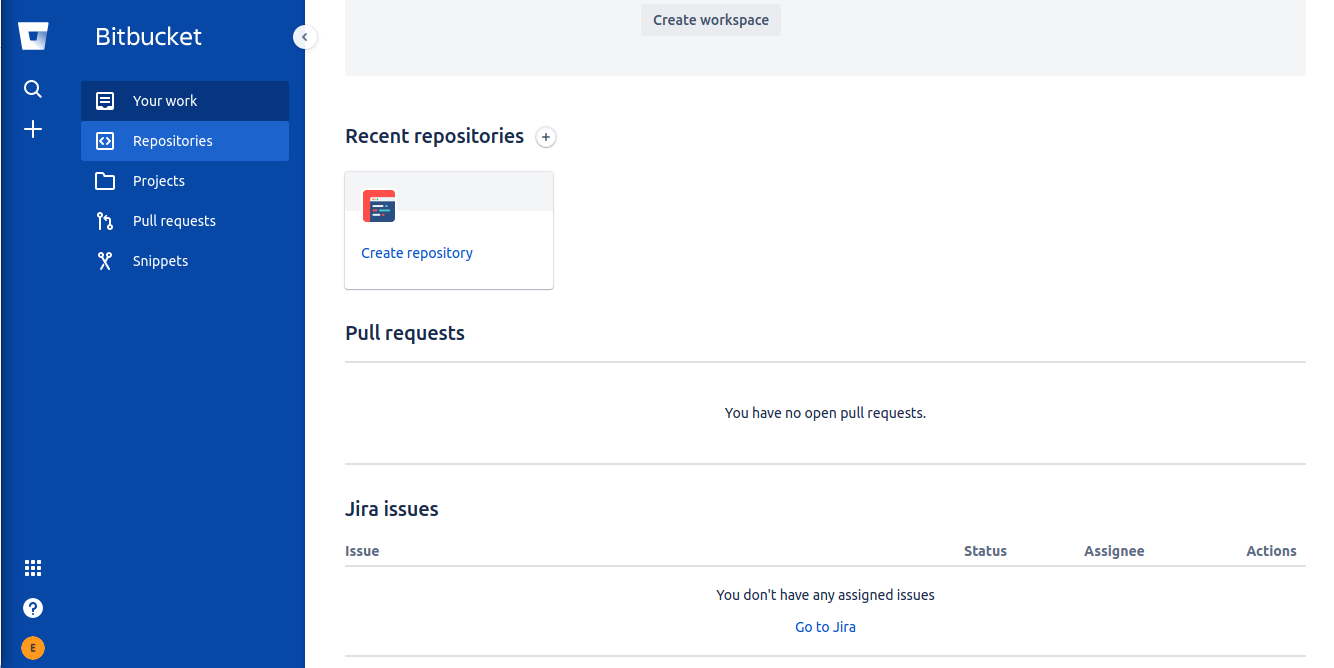 Bitbucket
Your work
Repositories
Projects
Pull requests
Snippets
?
E
Create workspace
Recent repositories
Create repository
Pull requests
You have no open pull requests.
Jira issues
Issue Status Assignee Actions
You don't have any assigned issues
Go to Jira